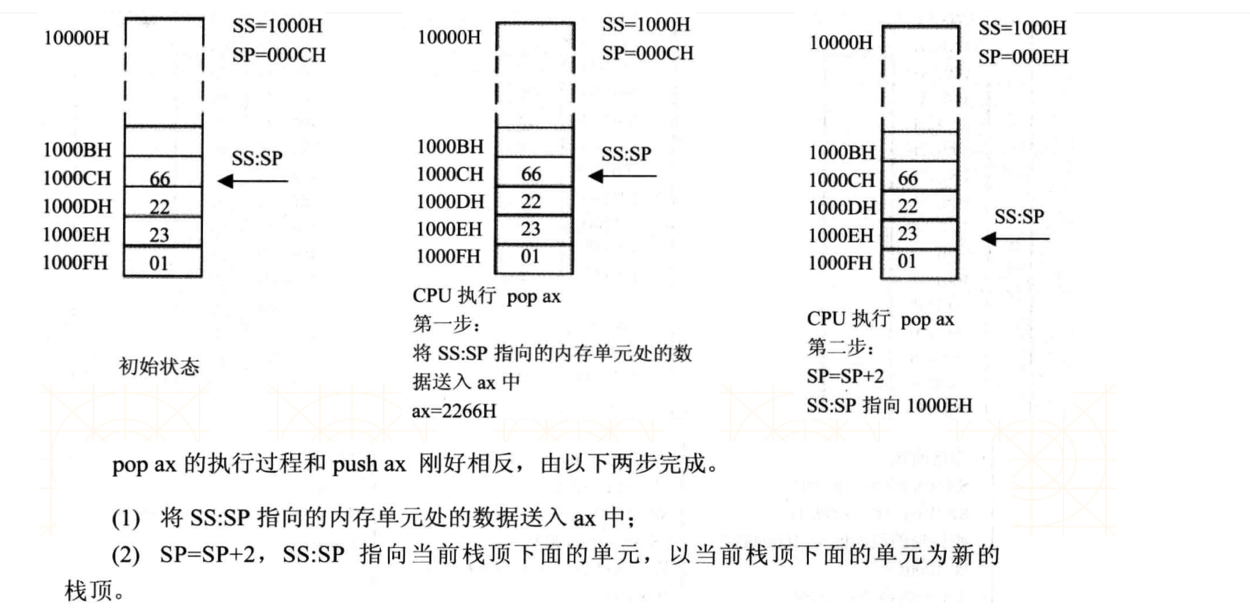 10000H
SS=1000H
SP=000CH
1000BH
1000CH 66
SS:SP
1000DH 22
1000EH 23
1000FH 01
初始状态
10000H
SS=1000H
SP=000CH
1000BH
1000CH 66
SS:SP
1000DH 22
1000EH 23
1000FH 01
CPU 执行 pop ax
第一步:
将 SS:SP 指向的内存单元处的数
据送入 ax 中
ax=2266H
10000H
SS=1000H
SP=000EH
1000BH
1000CH 66
1000DH 22
SS:SP
1000EH 23
1000FH 01
CPU 执行 pop ax
第二步:
SP=SP+2
SS:SP 指向 1000EH
pop ax 的执行过程和 push ax 刚好相反，由以下两步完成。
(1) 将 SS:SP 指向的内存单元处的数据送入 ax 中；
(2) SP=SP+2，SS:SP 指向当前栈顶下面的单元，以当前栈顶下面的单元为新的
栈顶。